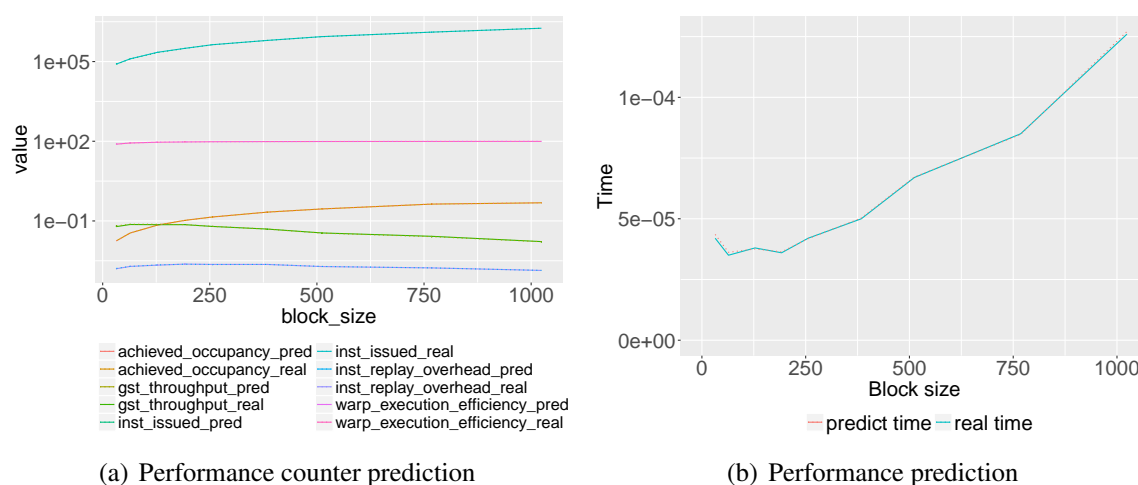 value
1e+05
1e+02
1e−01
0 250 500 750 1000
block_size
achieved_occupancy_pred inst_issued_real
achieved_occupancy_real inst_replay_overhead_pred
gst_throughput_pred inst_replay_overhead_real
gst_throughput_real warp_execution_efficiency_pred
inst_issued_pred warp_execution_efficiency_real
(a) Performance counter prediction
Time
1e−04
5e−05
0e+00
0 250 500 750 1000
Block size
predict time real time
(b) Performance prediction